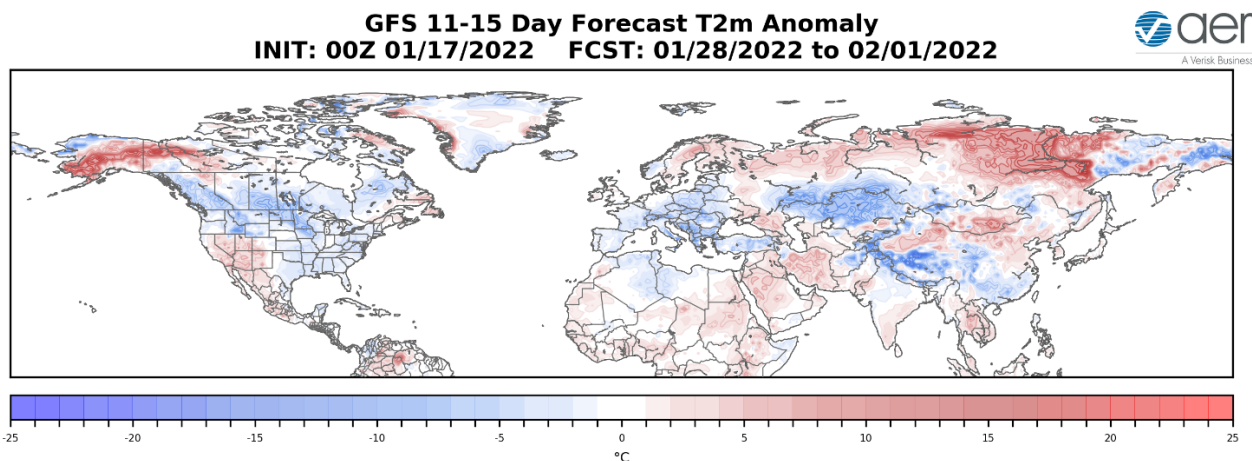 GFS 11-15 Day Forecast T2m Anomaly
INIT: 00Z 01/17/2022 FCST: 01/28/2022 to 02/01/2022
aer
A Verisk Business
-25 -20 -15 -10 -5 0 5 10 15 20 25
°C